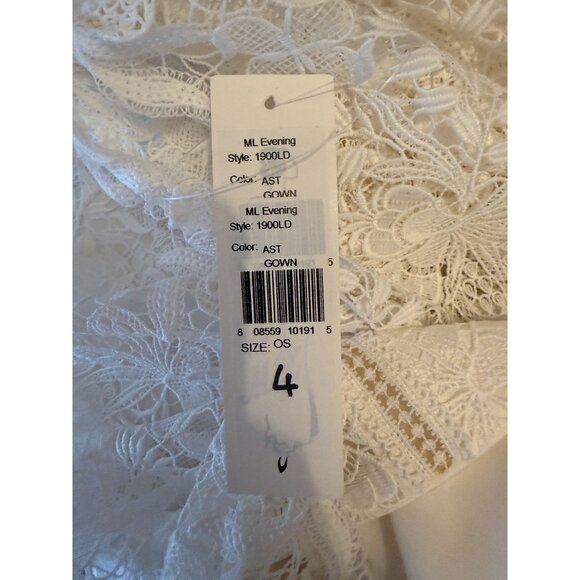 ML Evening
Style: 1900LD
Color: AST
GOWN
ML Evening
Style: 1900LD
Color: AST
GOWN
5
8 08559 10191 5
SIZE: OS
4